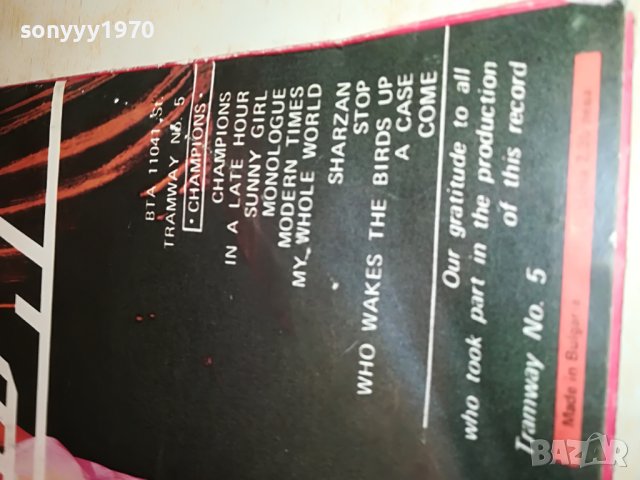 sonyyy1970
BTA 11041 St.
TRAMWAY No. 5
• CHAMPIONS •
CHAMPIONS
IN A LATE HOUR
SUNNY GIRL
MONOLOGUE
MODERN TIMES
MY WHOLE WORLD
SHARZAN
STOP
WHO WAKES THE BIRDS UP
A CASE
COME
Our gratitude to all
who took part in the production
of this record
Tramway No. 5
Made in Bulgaria
BAZAR